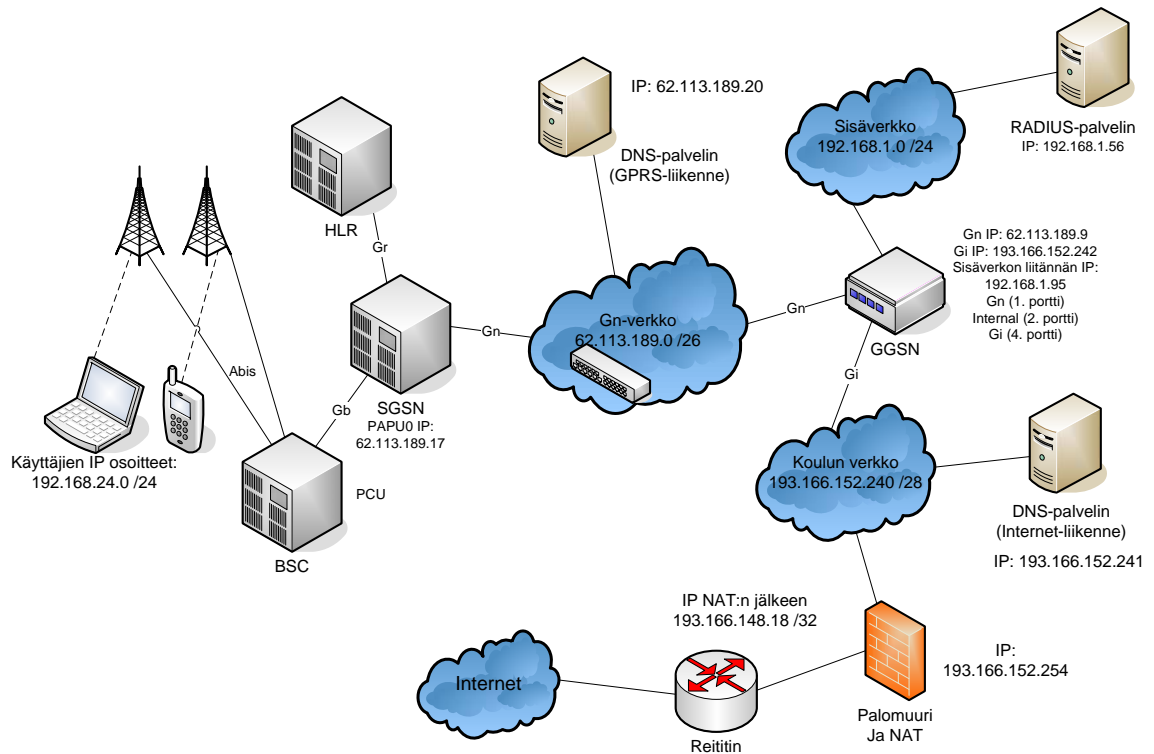 IP: 62.113.189.20
DNS-palvelin
(GPRS-liikenne)
Sisäverkko
192.168.1.0 /24
RADIUS-palvelin
IP: 192.168.1.56
HLR
Gr
Gn IP: 62.113.189.9
Gi IP: 193.166.152.242
Sisäverkon liitännän IP:
192.168.1.95
Gn (1. portti)
Internal (2. portti)
Gi (4. portti)
Gn
Gn-verkko
62.113.189.0 /26
Gn
GGSN
Gi
Abis
Gb
SGSN
PAPU0 IP:
62.113.189.17
Käyttäjien IP osoitteet:
192.168.24.0 /24
PCU
BSC
Koulun verkko
193.166.152.240 /28
DNS-palvelin
(Internet-liikenne)
IP: 193.166.152.241
IP NAT:n jälkeen
193.166.148.18 /32
IP:
193.166.152.254
Internet
Reititin
Palomuuri
Ja NAT